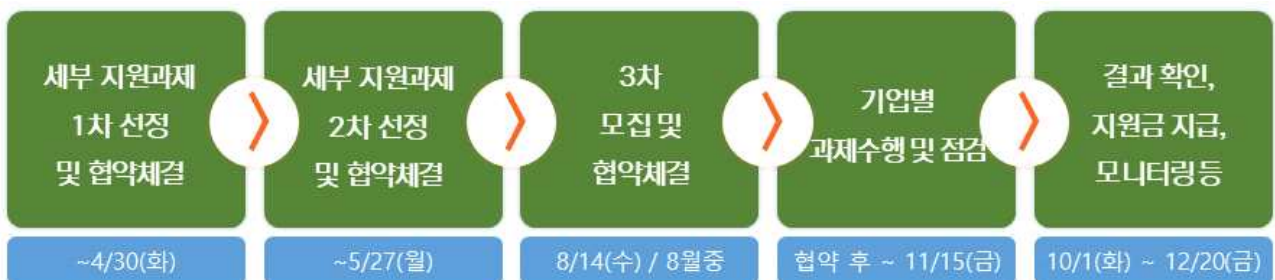 세부 지원과제
1차 선정
및 협약체결
세부 지원과제
2차 선정
및 협약체결
3차
모집 및
협약체결
기업별
과제수행 및 점검
결과 확인,
지원금 지급,
모니터링 등
~4/30(화)
~5/27(월)
8/14(수) / 8월중
협약 후 ~ 11/15(금)
10/1(화) ~ 12/20(금)